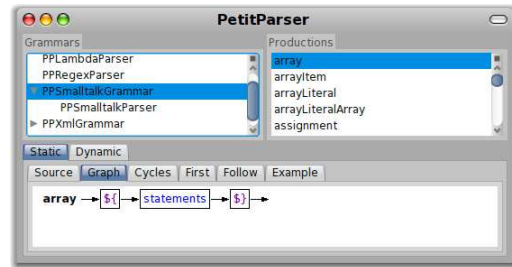 PetitParser
Grammars
PPLambdaParser
PPRegexParser
PPSmalltalkGrammar
PPSmalltalkParser
PPXmlGrammar
Productions
array
arrayItem
arrayLiteral
arrayLiteralArray
assignment
Static Dynamic
Source Graph Cycles First Follow Example
array ${ statements $}